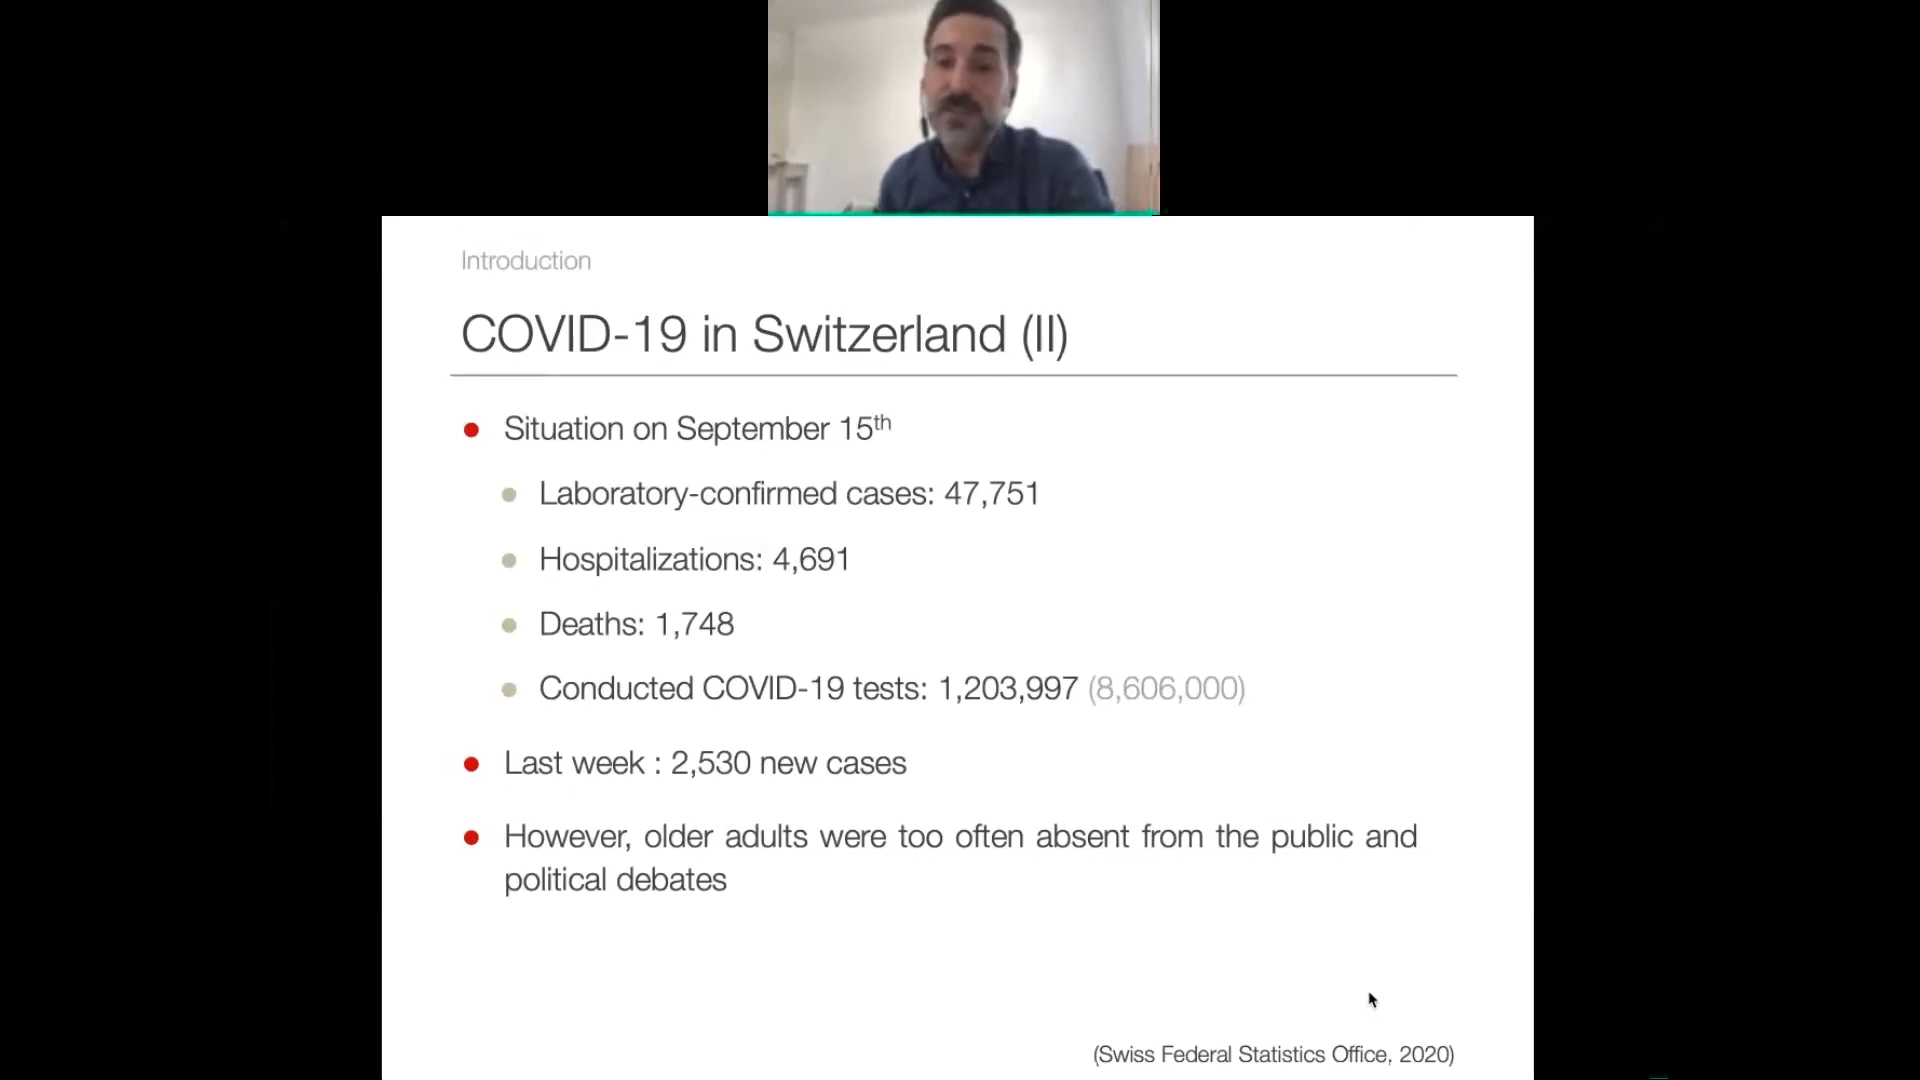 Introduction
COVID-19 in Switzerland (II)
Situation on September 15th
Laboratory-confirmed cases: 47,751
Hospitalizations: 4,691
Deaths: 1,748
Conducted COVID-19 tests: 1,203,997 (8,606,000)
Last week : 2,530 new cases
However, older adults were too often absent from the public and
political debates
(Swiss Federal Statistics Office, 2020)